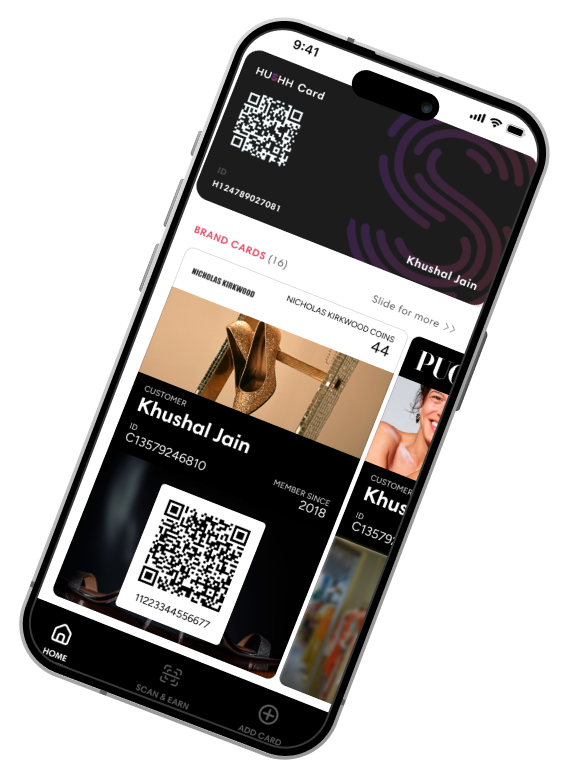 9:41
HUSHH Card
ID
H124789027081
Khushal Jain
BRAND CARDS (16)
Slide for more >>
NICHOLAS KIRKWOOD
NICHOLAS KIRKWOOD COINS
44
CUSTOMER
Khushal Jain
ID
C13579246810
MEMBER SINCE
2018
11223344556677
PUC
CUSTOMER
Khus
ID
C13579
HOME
SCAN & EARN
ADD CARD